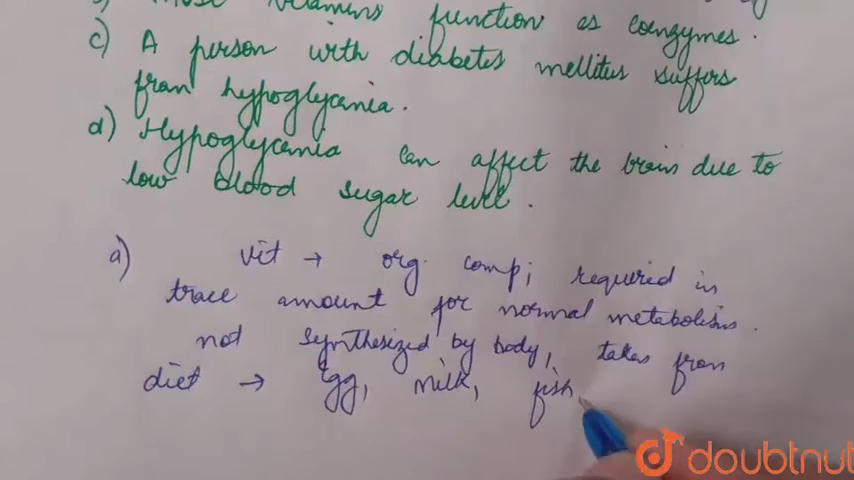 b) Most vitamins function as coenzymes.
c) A person with diabetes mellitus suffers
from hypoglycemia.
d) Hypoglycemia can affect the brain due to
low blood sugar level.
a) vit → org. comp, required in
trace amount for normal metabolism.
not synthesized by body, taken from
diet → Egg, milk, fish
doubtnut